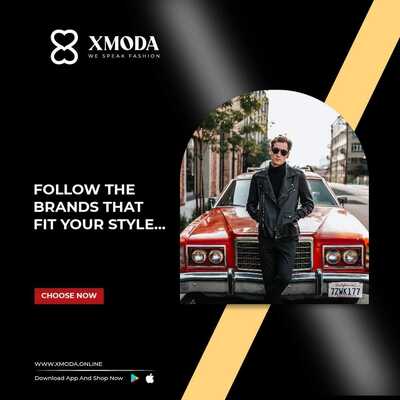 XMODA
WE SPEAK FASHION
FOLLOW THE
BRANDS THAT
FIT YOUR STYLE...
CHOOSE NOW
7ZWK177
WWW.XMODA.ONLINE
Download App And Shop Now